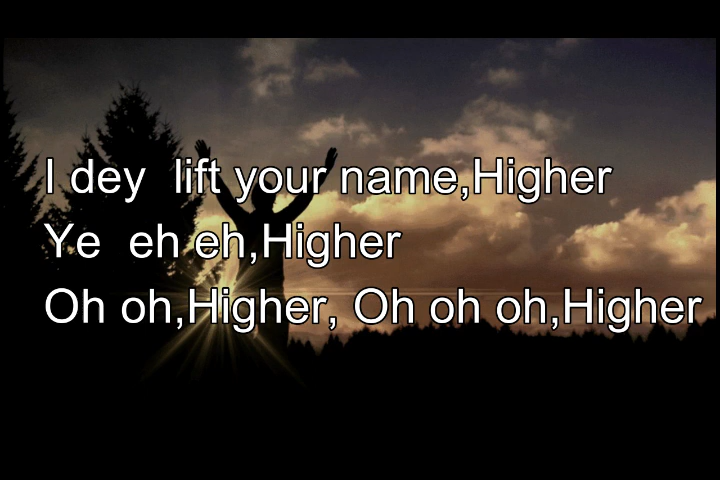 I dey  lift your name,Higher
Ye  eh eh,Higher
Oh oh,Higher, Oh oh oh,Higher